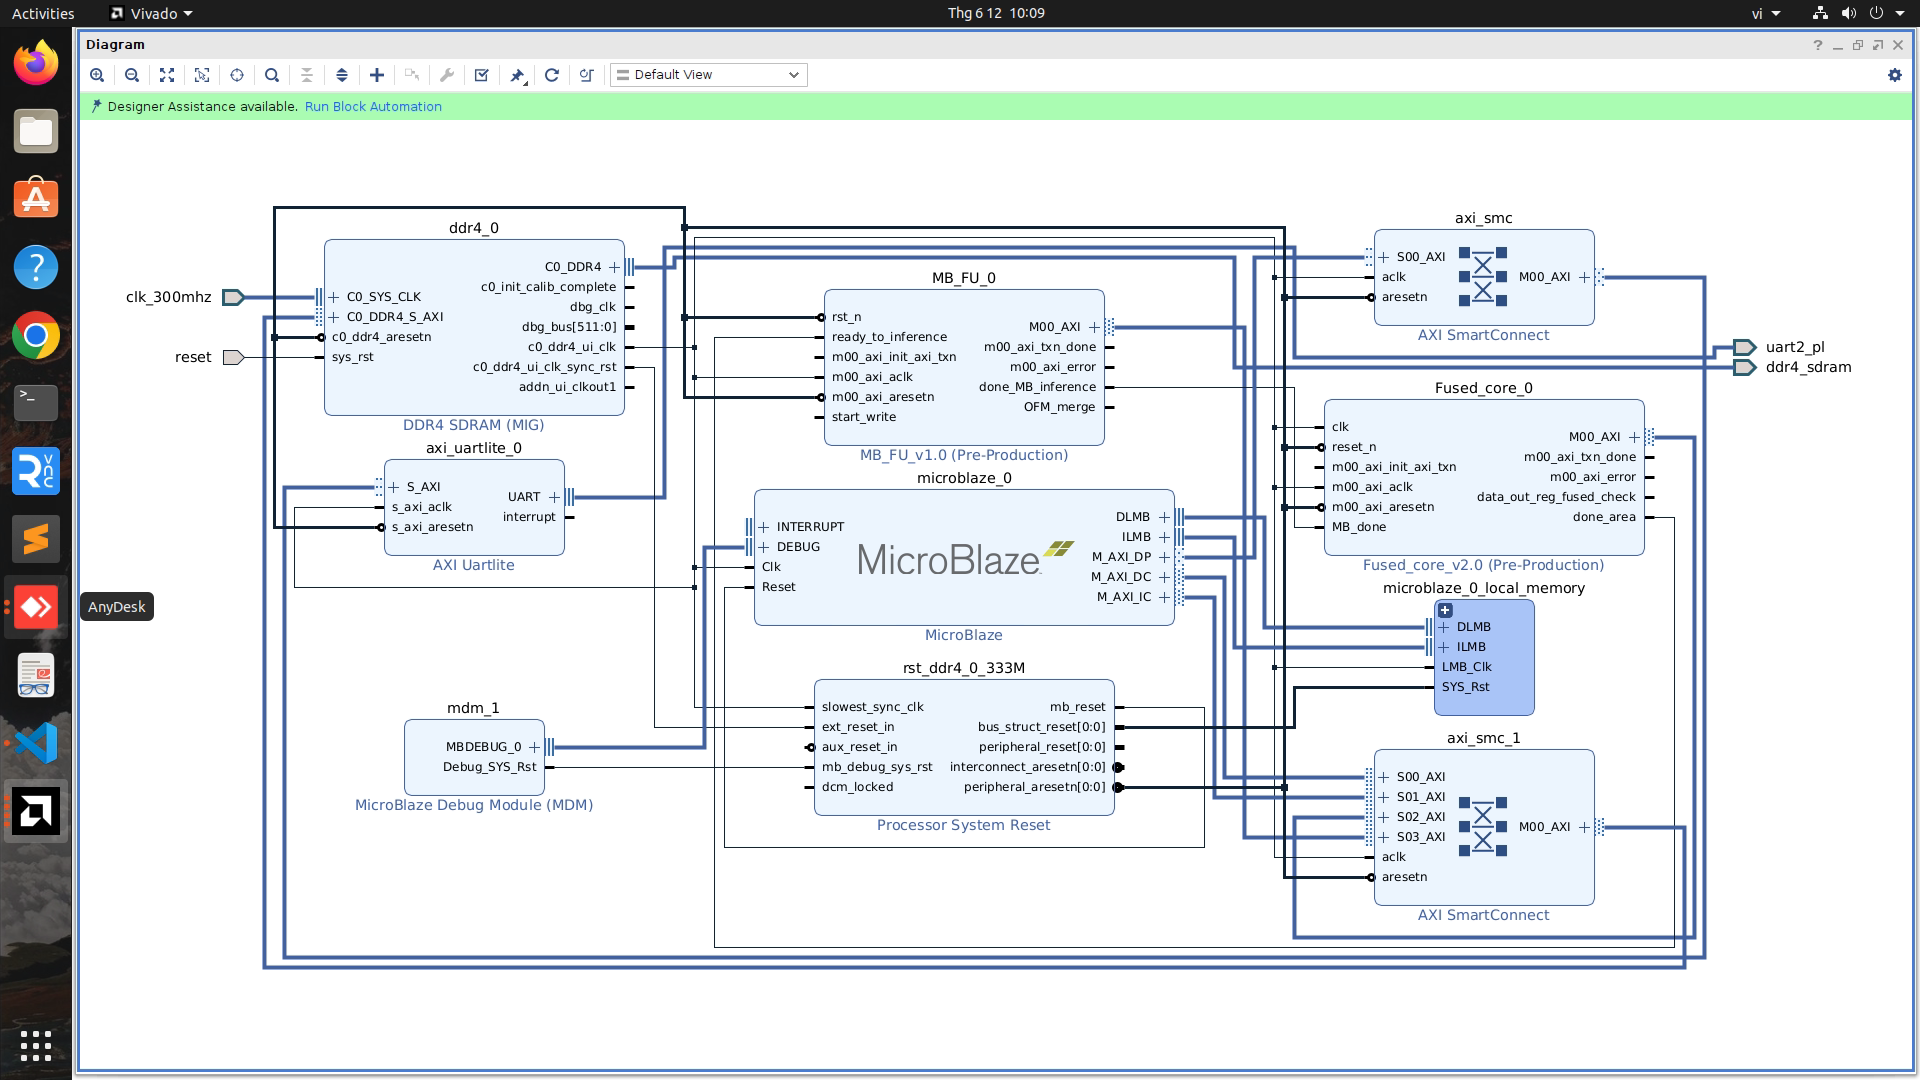 Activities
Vivado
Thg 6 12 10:09
vi
Diagram
Default View
Designer Assistance available. Run Block Automation
ddr4_0
C0_SYS_CLK
C0_DDR4_S_AXI
c0_ddr4_aresetn
sys_rst
C0_DDR4
c0_init_calib_complete
dbg_clk
dbg_bus[511:0]
c0_ddr4_ui_clk
c0_ddr4_ui_clk_sync_rst
addn_ui_clkout1
DDR4 SDRAM (MIG)
clk_300mhz
reset
axi_uartlite_0
S_AXI
s_axi_aclk
s_axi_aresetn
UART
interrupt
AXI Uartlite
AnyDesk
mdm_1
MBDEBUG_0
Debug_SYS_Rst
MicroBlaze Debug Module (MDM)
MB_FU_0
rst_n
ready_to_inference
m00_axi_init_axi_txn
m00_axi_aclk
m00_axi_aresetn
start_write
M00_AXI
m00_axi_txn_done
m00_axi_error
done_MB_inference
OFM_merge
MB_FU_v1.0 (Pre-Production)
microblaze_0
INTERRUPT
DEBUG
Clk
Reset
MicroBlaze
DLMB
ILMB
M_AXI_DP
M_AXI_DC
M_AXI_IC
MicroBlaze
rst_ddr4_0_333M
slowest_sync_clk
ext_reset_in
aux_reset_in
mb_debug_sys_rst
dcm_locked
mb_reset
bus_struct_reset[0:0]
peripheral_reset[0:0]
interconnect_aresetn[0:0]
peripheral_aresetn[0:0]
Processor System Reset
axi_smc
S00_AXI
aclk
aresetn
M00_AXI
AXI SmartConnect
uart2_pl
ddr4_sdram
Fused_core_0
clk
reset_n
m00_axi_init_axi_txn
m00_axi_aclk
m00_axi_aresetn
MB_done
M00_AXI
m00_axi_txn_done
m00_axi_error
data_out_reg_fused_check
done_area
Fused_core_v2.0 (Pre-Production)
microblaze_0_local_memory
DLMB
ILMB
LMB_Clk
SYS_Rst
axi_smc_1
S00_AXI
S01_AXI
S02_AXI
S03_AXI
aclk
aresetn
M00_AXI
AXI SmartConnect